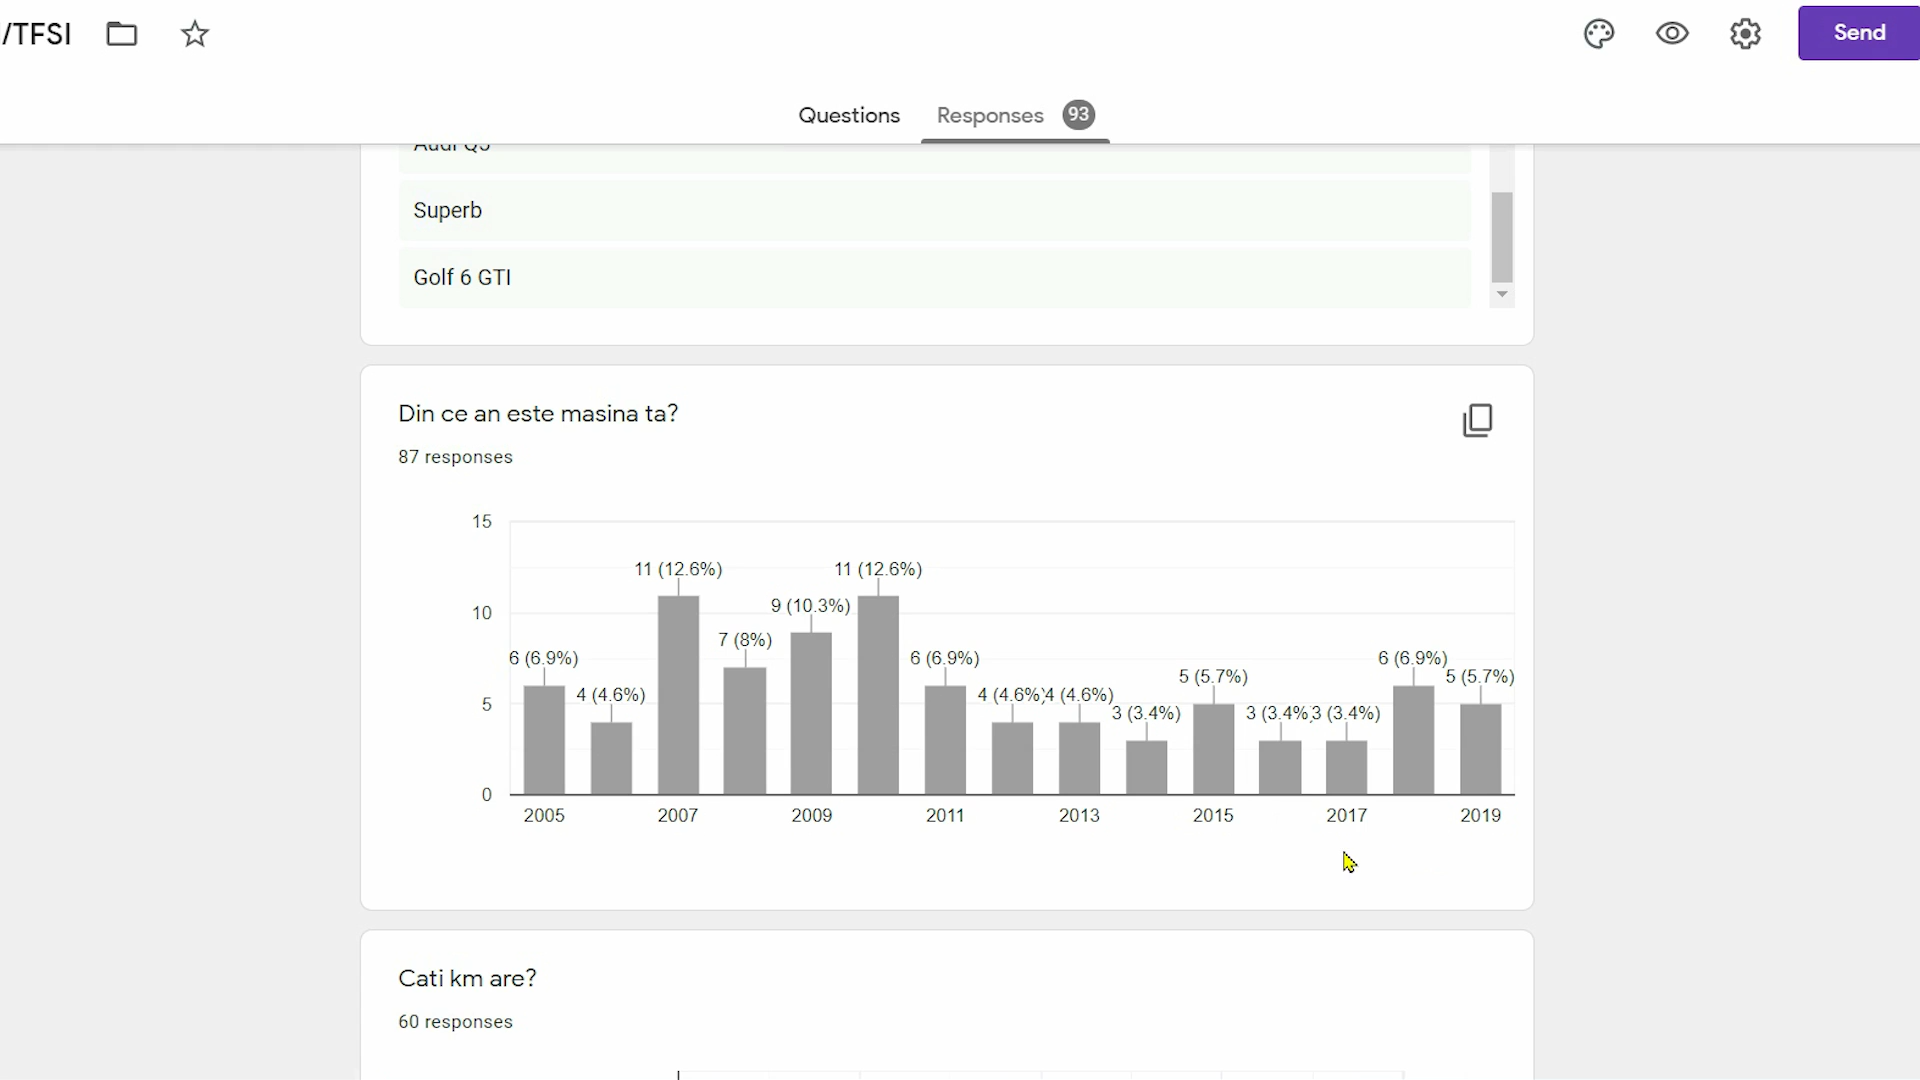 /TFSI
Send
Questions
Responses 93
Audi Q5
Superb
Golf 6 GTI
Din ce an este masina ta?
87 responses
15
10
5
0
6 (6.9%)
4 (4.6%)
11 (12.6%)
7 (8%)
9 (10.3%)
11 (12.6%)
6 (6.9%)
4 (4.6%)
4 (4.6%)
3 (3.4%)
5 (5.7%)
3 (3.4%)
3 (3.4%)
6 (6.9%)
5 (5.7%)
2005
2007
2009
2011
2013
2015
2017
2019
Cati km are?
60 responses